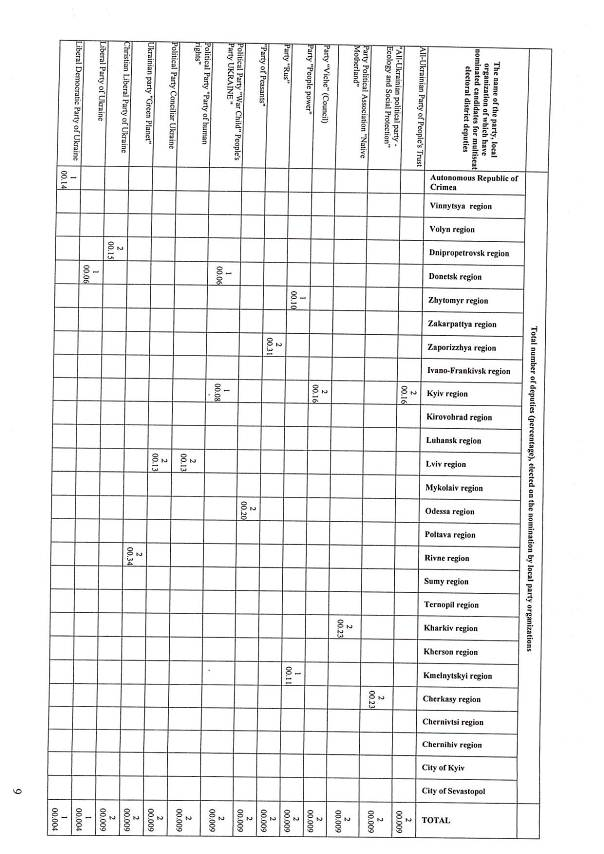 The name of the party, local
organization of which have
nominated candidates for multiseat
electoral district deputies
Total number of deputies (percentage), elected on the nomination by local party organizations
Autonomous Republic of
Crimea
Vinnytsya region
Volyn region
Dnipropetrovsk region
Donetsk region
Zhytomyr region
Zakarpattya region
Zaporizzhya region
Ivano-Frankivsk region
Kyiv region
Kirovohrad region
Luhansk region
Lviv region
Mykolaiv region
Odessa region
Poltava region
Rivne region
Sumy region
Ternopil region
Kharkiv region
Kherson region
Kmelnytskyi region
Cherkasy region
Chernivtsi region
Chernihiv region
City of Kyiv
City of Sevastopol
TOTAL
All-Ukrainian Party of People's Trust
2
00.16
2
00.009
"All-Ukrainian political party -
Ecology and Social Protection"
2
00.23
2
00.009
Party Political Association "Native
Motherland"
2
00.23
2
00.009
Party "Viche" (Council)
2
00.16
2
00.009
Party "People power"
1
00.10
1
00.11
2
00.009
Party "Rus"
2
00.31
2
00.009
"Party of Peasants"
2
00.20
2
00.009
Political Party "War Child" People's
Party UKRAINE "
1
00.06
1
00.08
2
00.009
Political Party "Party of human
rights"
2
00.13
2
00.009
Political Party Conciliar Ukraine
2
00.13
2
00.009
Ukrainian party "Green Planet"
2
00.34
2
00.009
Christian Liberal Party of Ukraine
2
00.15
2
00.009
Liberal Party of Ukraine
1
00.06
1
00.004
Liberal Democratic Party of Ukraine
1
00.14
1
00.004
9